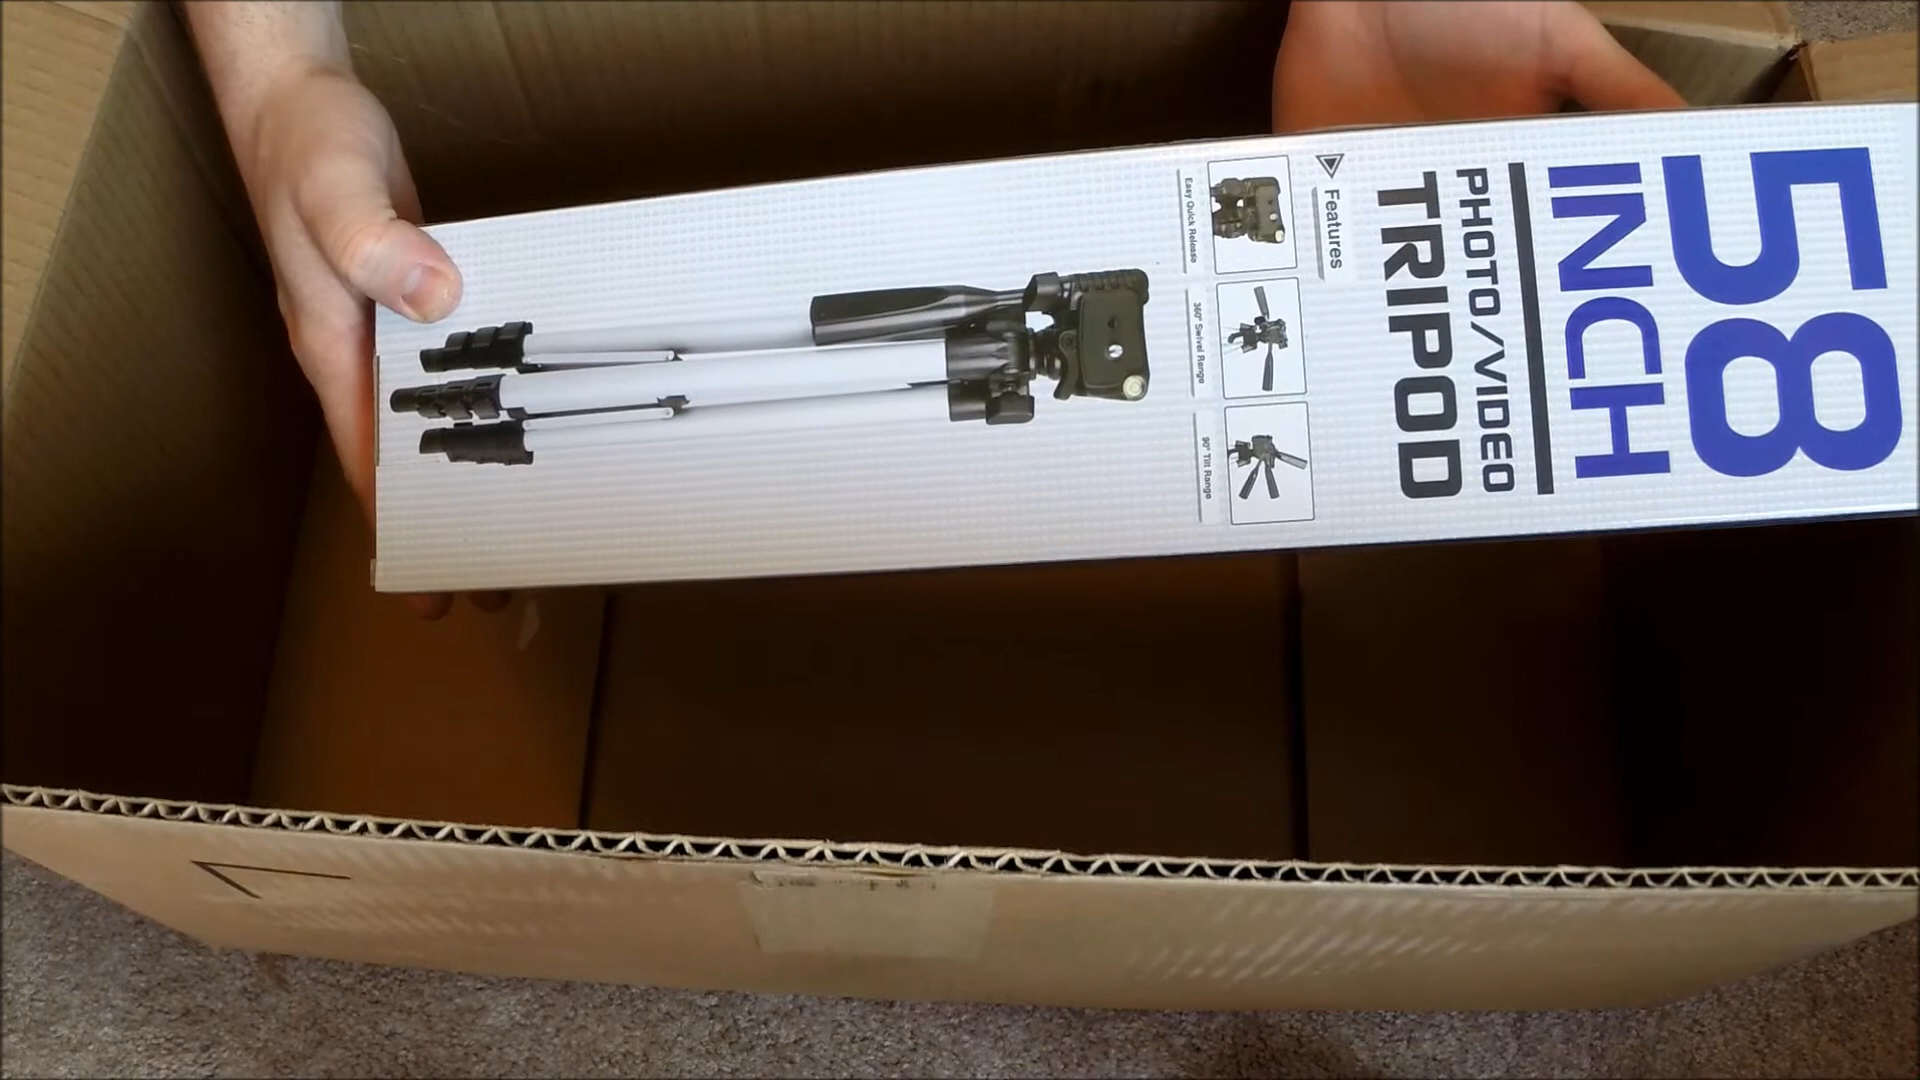 58
INCH
PHOTO/VIDEO
TRIPOD
Features
Easy Quick Release
360° Swivel Range
90° Tilt Range